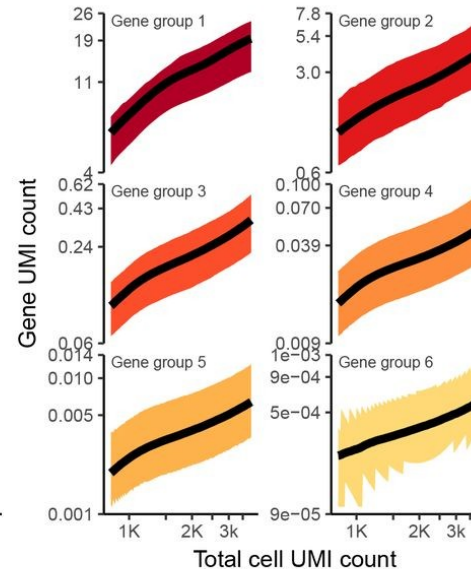 Gene UMI count
26
19
11
4
Gene group 1
7.8
5.4
3.0
0.6
Gene group 2
0.62
0.43
0.24
0.06
Gene group 3
0.100
0.070
0.039
0.009
Gene group 4
0.014
0.010
0.005
0.001
Gene group 5
1e−03
9e−04
5e−04
9e−05
Gene group 6
1K 2K 3k
1K 2K 3k
Total cell UMI count